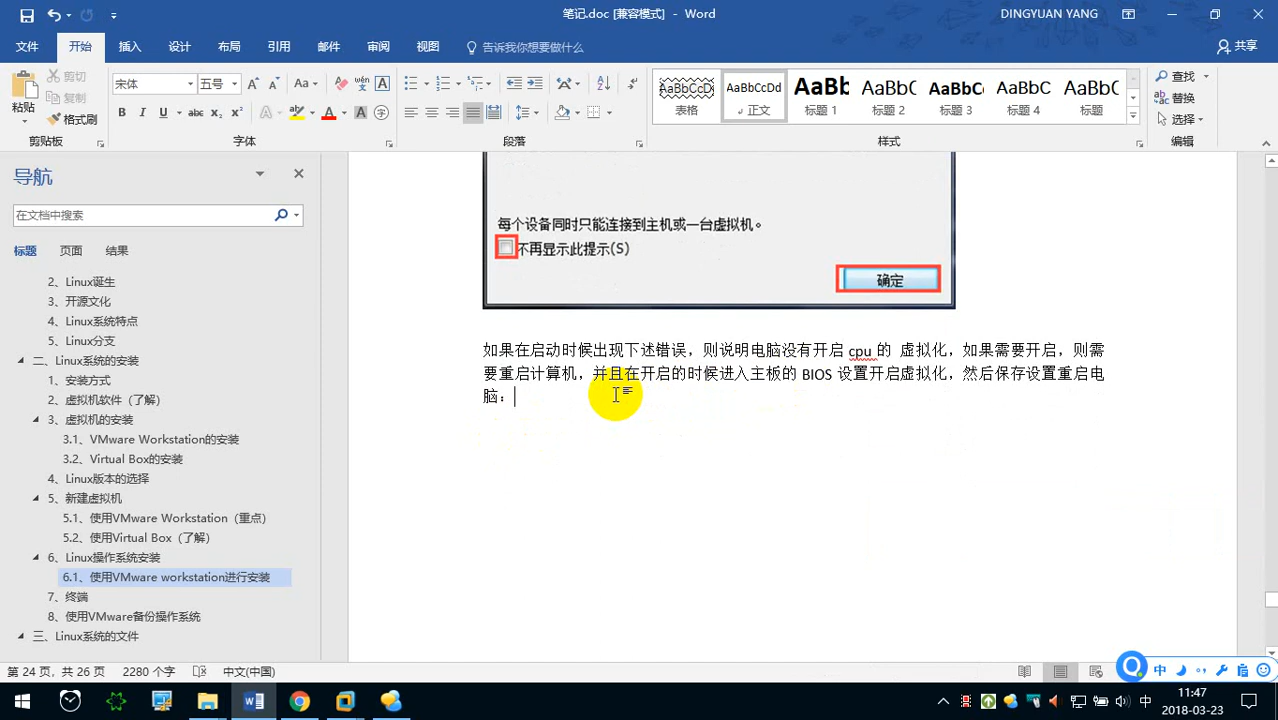 笔记.doc [兼容模式] - Word
DINGYUAN YANG
文件
开始
插入
设计
布局
引用
邮件
审阅
视图
告诉我你想要做什么
共享
粘贴
剪切
复制
格式刷
剪贴板
宋体
五号
Aa
wén
A
B
I
U
abc
x₂
x²
A
A
A
字体
段落
AaBbCcDd
表格
AaBbCcDd
正文
AaBb
标题 1
AaBbC
标题 2
AaBbC
标题 3
AaBbC
标题 4
AaBbC
标题
查找
替换
选择
编辑
导航
在文档中搜索
标题
页面
结果
2、Linux诞生
3、开源文化
4、Linux系统特点
5、Linux分支
二、Linux系统的安装
1、安装方式
2、虚拟机软件（了解）
3、虚拟机的安装
3.1、VMware Workstation的安装
3.2、Virtual Box的安装
4、Linux版本的选择
5、新建虚拟机
5.1、使用VMware Workstation（重点）
5.2、使用Virtual Box（了解）
6、Linux操作系统安装
6.1、使用VMware workstation进行安装
7、终端
8、使用VMware备份操作系统
三、Linux系统的文件
每个设备同时只能连接到主机或一台虚拟机。
不再显示此提示(S)
确定
如果在启动时候出现下述错误，则说明电脑没有开启 cpu 的 虚拟化，如果需要开启，则需
要重启计算机，并且在开启的时候进入主板的 BIOS 设置开启虚拟化，然后保存设置重启电
脑：
第 24 页，共 26 页
2280 个字
中文(中国)
中
中
11:47
2018-03-23